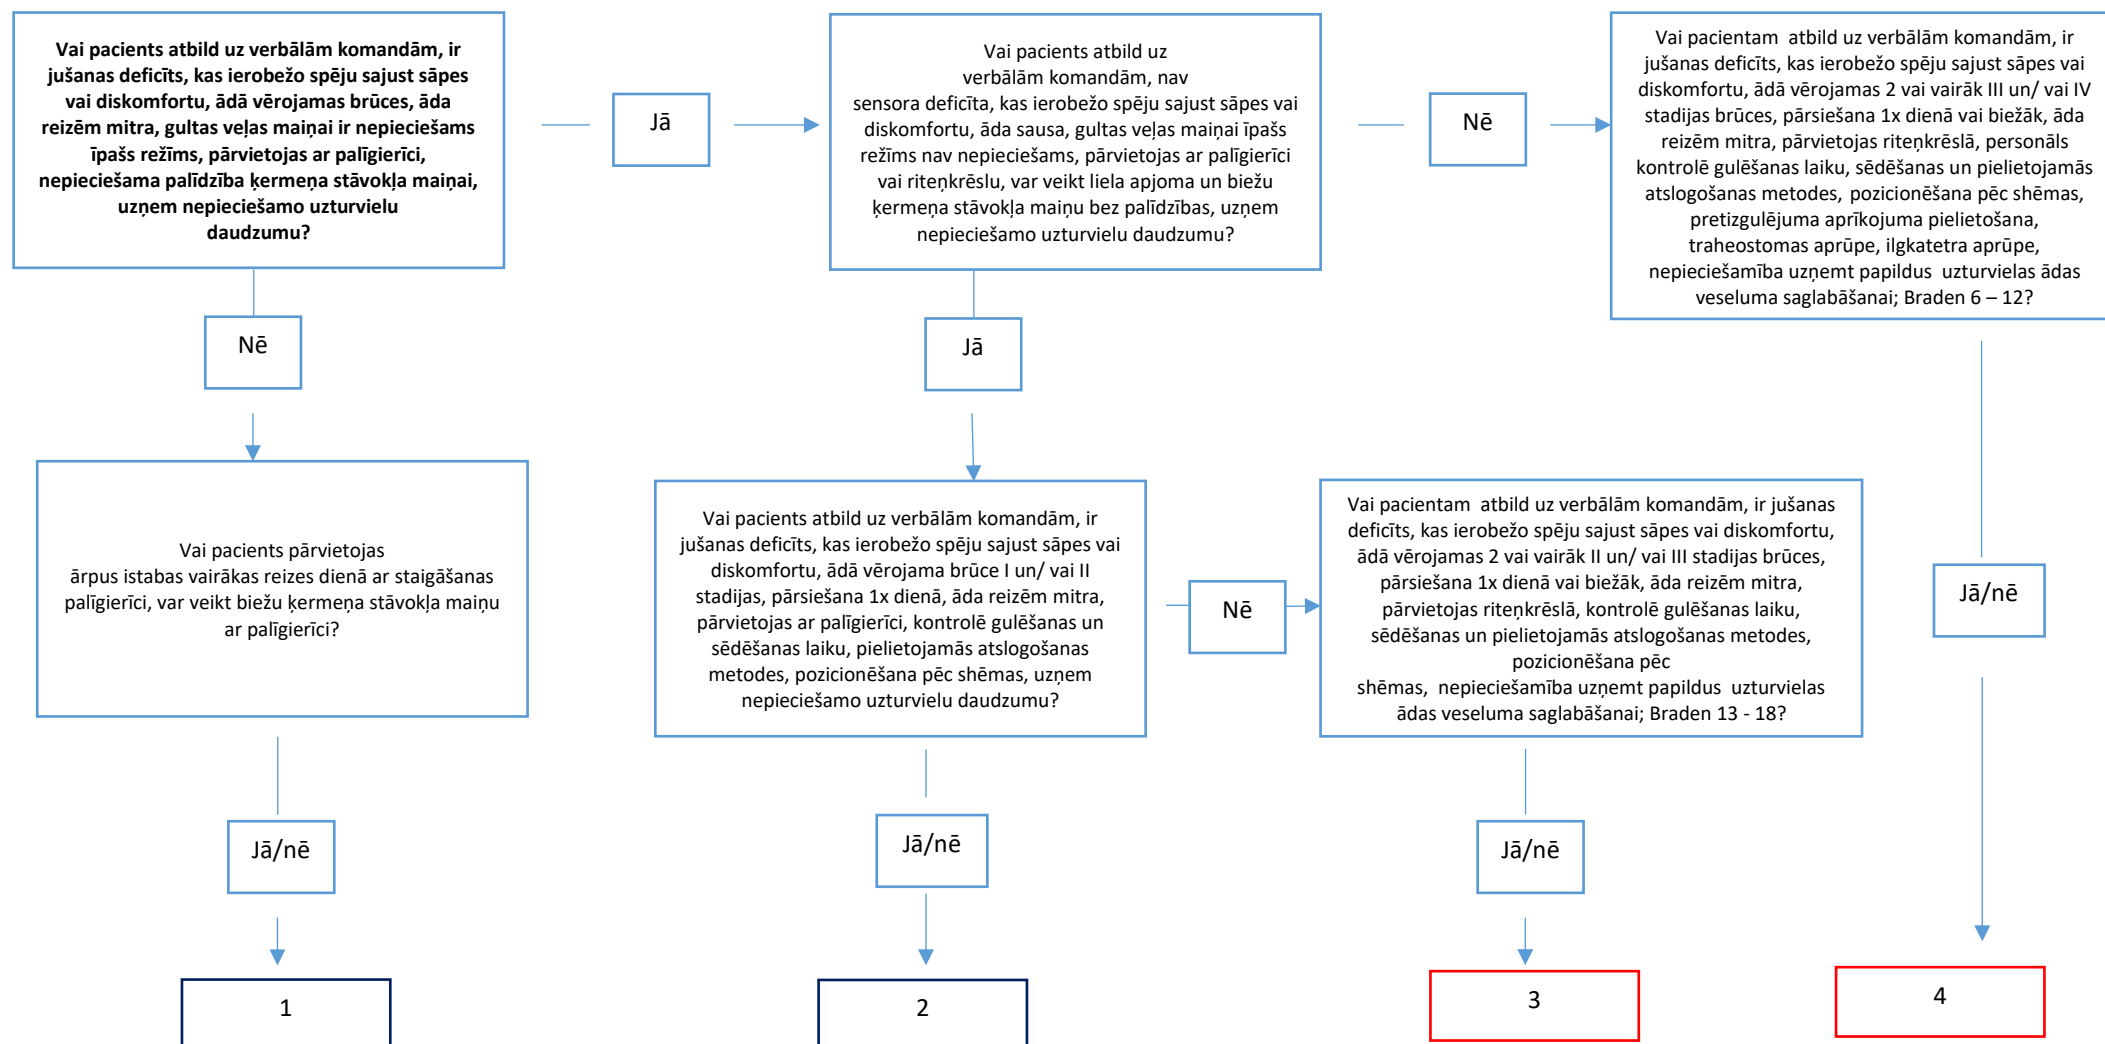 Vai pacients atbild uz verbālām komandām, ir
jušanas deficīts, kas ierobežo spēju sajust sāpes
vai diskomfortu, ādā vērojamas brūces, āda
reizēm mitra, gultas veļas maiņai ir nepieciešams
īpašs režīms, pārvietojas ar palīgierīci,
nepieciešama palīdzība ķermeņa stāvokļa maiņai,
uzņem nepieciešamo uzturvielu
daudzumu?
Jā
Vai pacients atbild uz
verbālām komandām, nav
sensora deficīta, kas ierobežo spēju sajust sāpes vai
diskomfortu, āda sausa, gultas veļas maiņai īpašs
režīms nav nepieciešams, pārvietojas ar palīgierīci
vai riteņkrēslu, var veikt liela apjoma un biežu
ķermeņa stāvokļa maiņu bez palīdzības, uzņem
nepieciešamo uzturvielu daudzumu?
Nē
Vai pacientam  atbild uz verbālām komandām, ir
jušanas deficīts, kas ierobežo spēju sajust sāpes vai
diskomfortu, ādā vērojamas 2 vai vairāk III un/ vai IV
stadijas brūces, pārsiešana 1x dienā vai biežāk, āda
reizēm mitra, pārvietojas riteņkrēslā, personāls
kontrolē gulēšanas laiku, sēdēšanas un pielietojamās
atslogošanas metodes, pozicionēšana pēc shēmas,
pretizgulējuma aprīkojuma pielietošana,
traheostomas aprūpe, ilgkatetra aprūpe,
nepieciešamība uzņemt papildus  uzturvielas ādas
veseluma saglabāšanai; Braden 6 – 12?
Nē
Jā
Vai pacients pārvietojas
ārpus istabas vairākas reizes dienā ar staigāšanas
palīgierīci, var veikt biežu ķermeņa stāvokļa maiņu
ar palīgierīci?
Vai pacients atbild uz verbālām komandām, ir
jušanas deficīts, kas ierobežo spēju sajust sāpes vai
diskomfortu, ādā vērojama brūce I un/ vai II
stadijas, pārsiešana 1x dienā, āda reizēm mitra,
pārvietojas ar palīgierīci, kontrolē gulēšanas un
sēdēšanas laiku, pielietojamās atslogošanas
metodes, pozicionēšana pēc shēmas, uzņem
nepieciešamo uzturvielu daudzumu?
Nē
Vai pacientam  atbild uz verbālām komandām, ir jušanas
deficīts, kas ierobežo spēju sajust sāpes vai diskomfortu,
ādā vērojamas 2 vai vairāk II un/ vai III stadijas brūces,
pārsiešana 1x dienā vai biežāk, āda reizēm mitra,
pārvietojas riteņkrēslā, kontrolē gulēšanas laiku,
sēdēšanas un pielietojamās atslogošanas metodes,
pozicionēšana pēc
shēmas,  nepieciešamība uzņemt papildus  uzturvielas
ādas veseluma saglabāšanai; Braden 13 - 18?
Jā/nē
Jā/nē
Jā/nē
Jā/nē
1
2
3
4